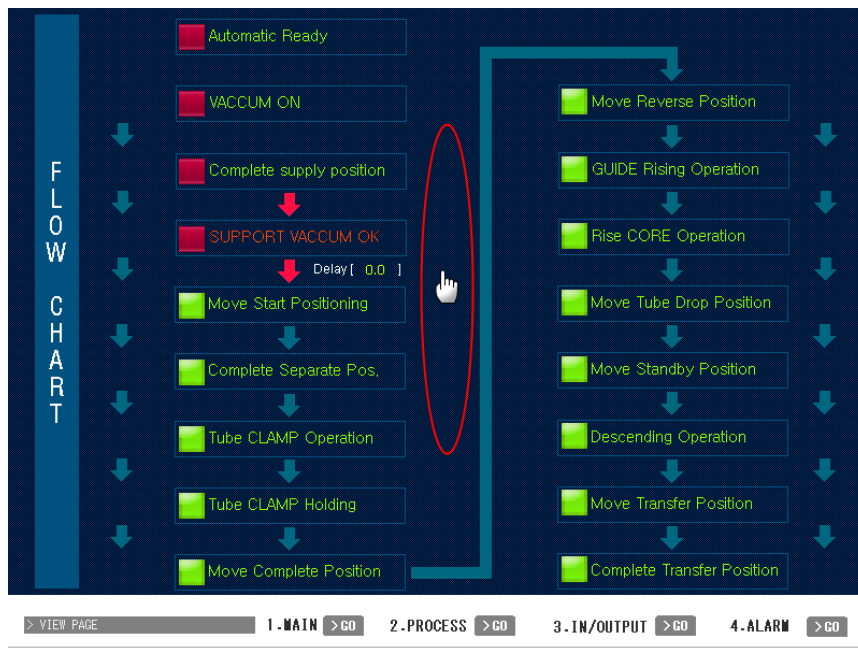 FLOW CHART
Automatic Ready
VACCUM ON
Complete supply position
SUPPORT VACCUM OK
Delay [ 0.0 ]
Move Start Positioning
Complete Separate Pos.
Tube CLAMP Operation
Tube CLAMP Holding
Move Complete Position
Move Reverse Position
GUIDE Rising Operation
Rise CORE Operation
Move Tube Drop Position
Move Standby Position
Descending Operation
Move Transfer Position
Complete Transfer Position
> VIEW PAGE 1.MAIN >GO 2.PROCESS >GO 3.IN/OUTPUT >GO 4.ALARM >GO